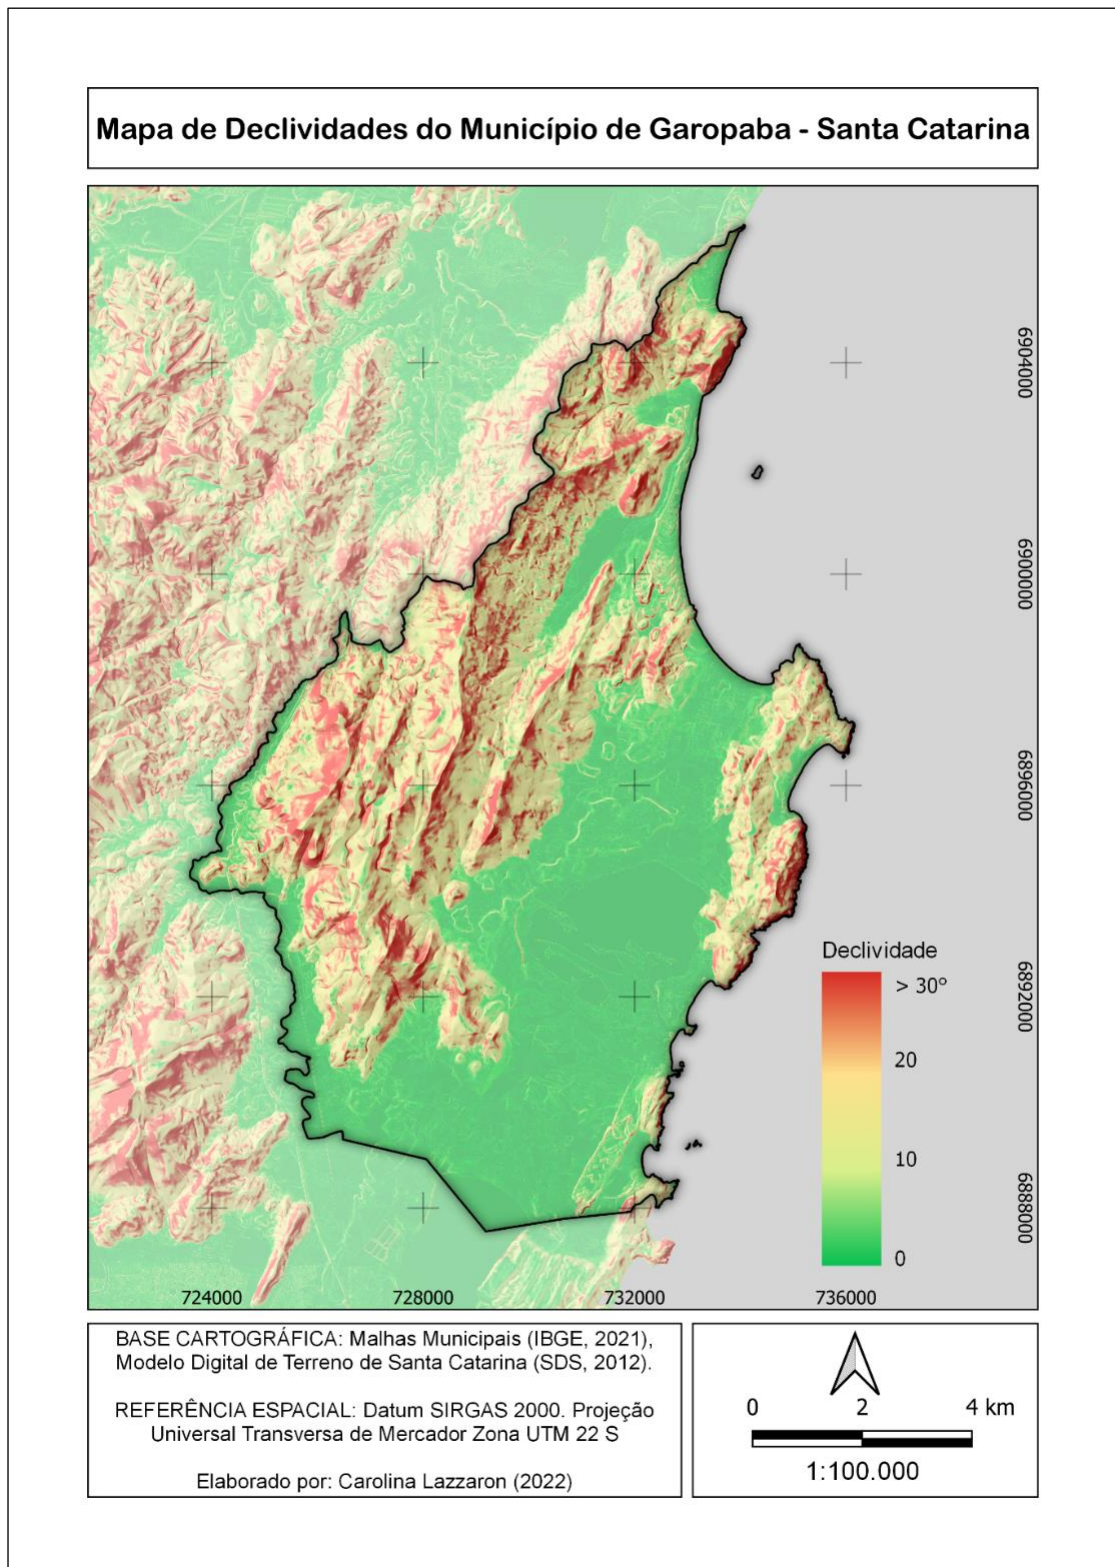 Mapa de Declividades do Município de Garopaba - Santa Catarina
6904000
6900000
6896000
6892000
6888000
Declividade
> 30º
20
10
0
724000
728000
732000
736000
BASE CARTOGRÁFICA: Malhas Municipais (IBGE, 2021),
Modelo Digital de Terreno de Santa Catarina (SDS, 2012).
REFERÊNCIA ESPACIAL: Datum SIRGAS 2000. Projeção
Universal Transversa de Mercador Zona UTM 22 S
Elaborado por: Carolina Lazzaron (2022)
0 2 4 km
1:100.000